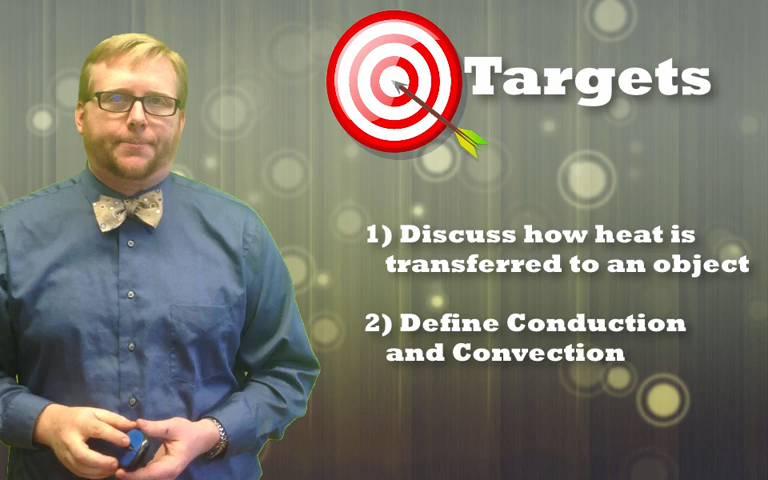 Targets
1) Discuss how heat is
transferred to an object
2) Define Conduction
and Convection